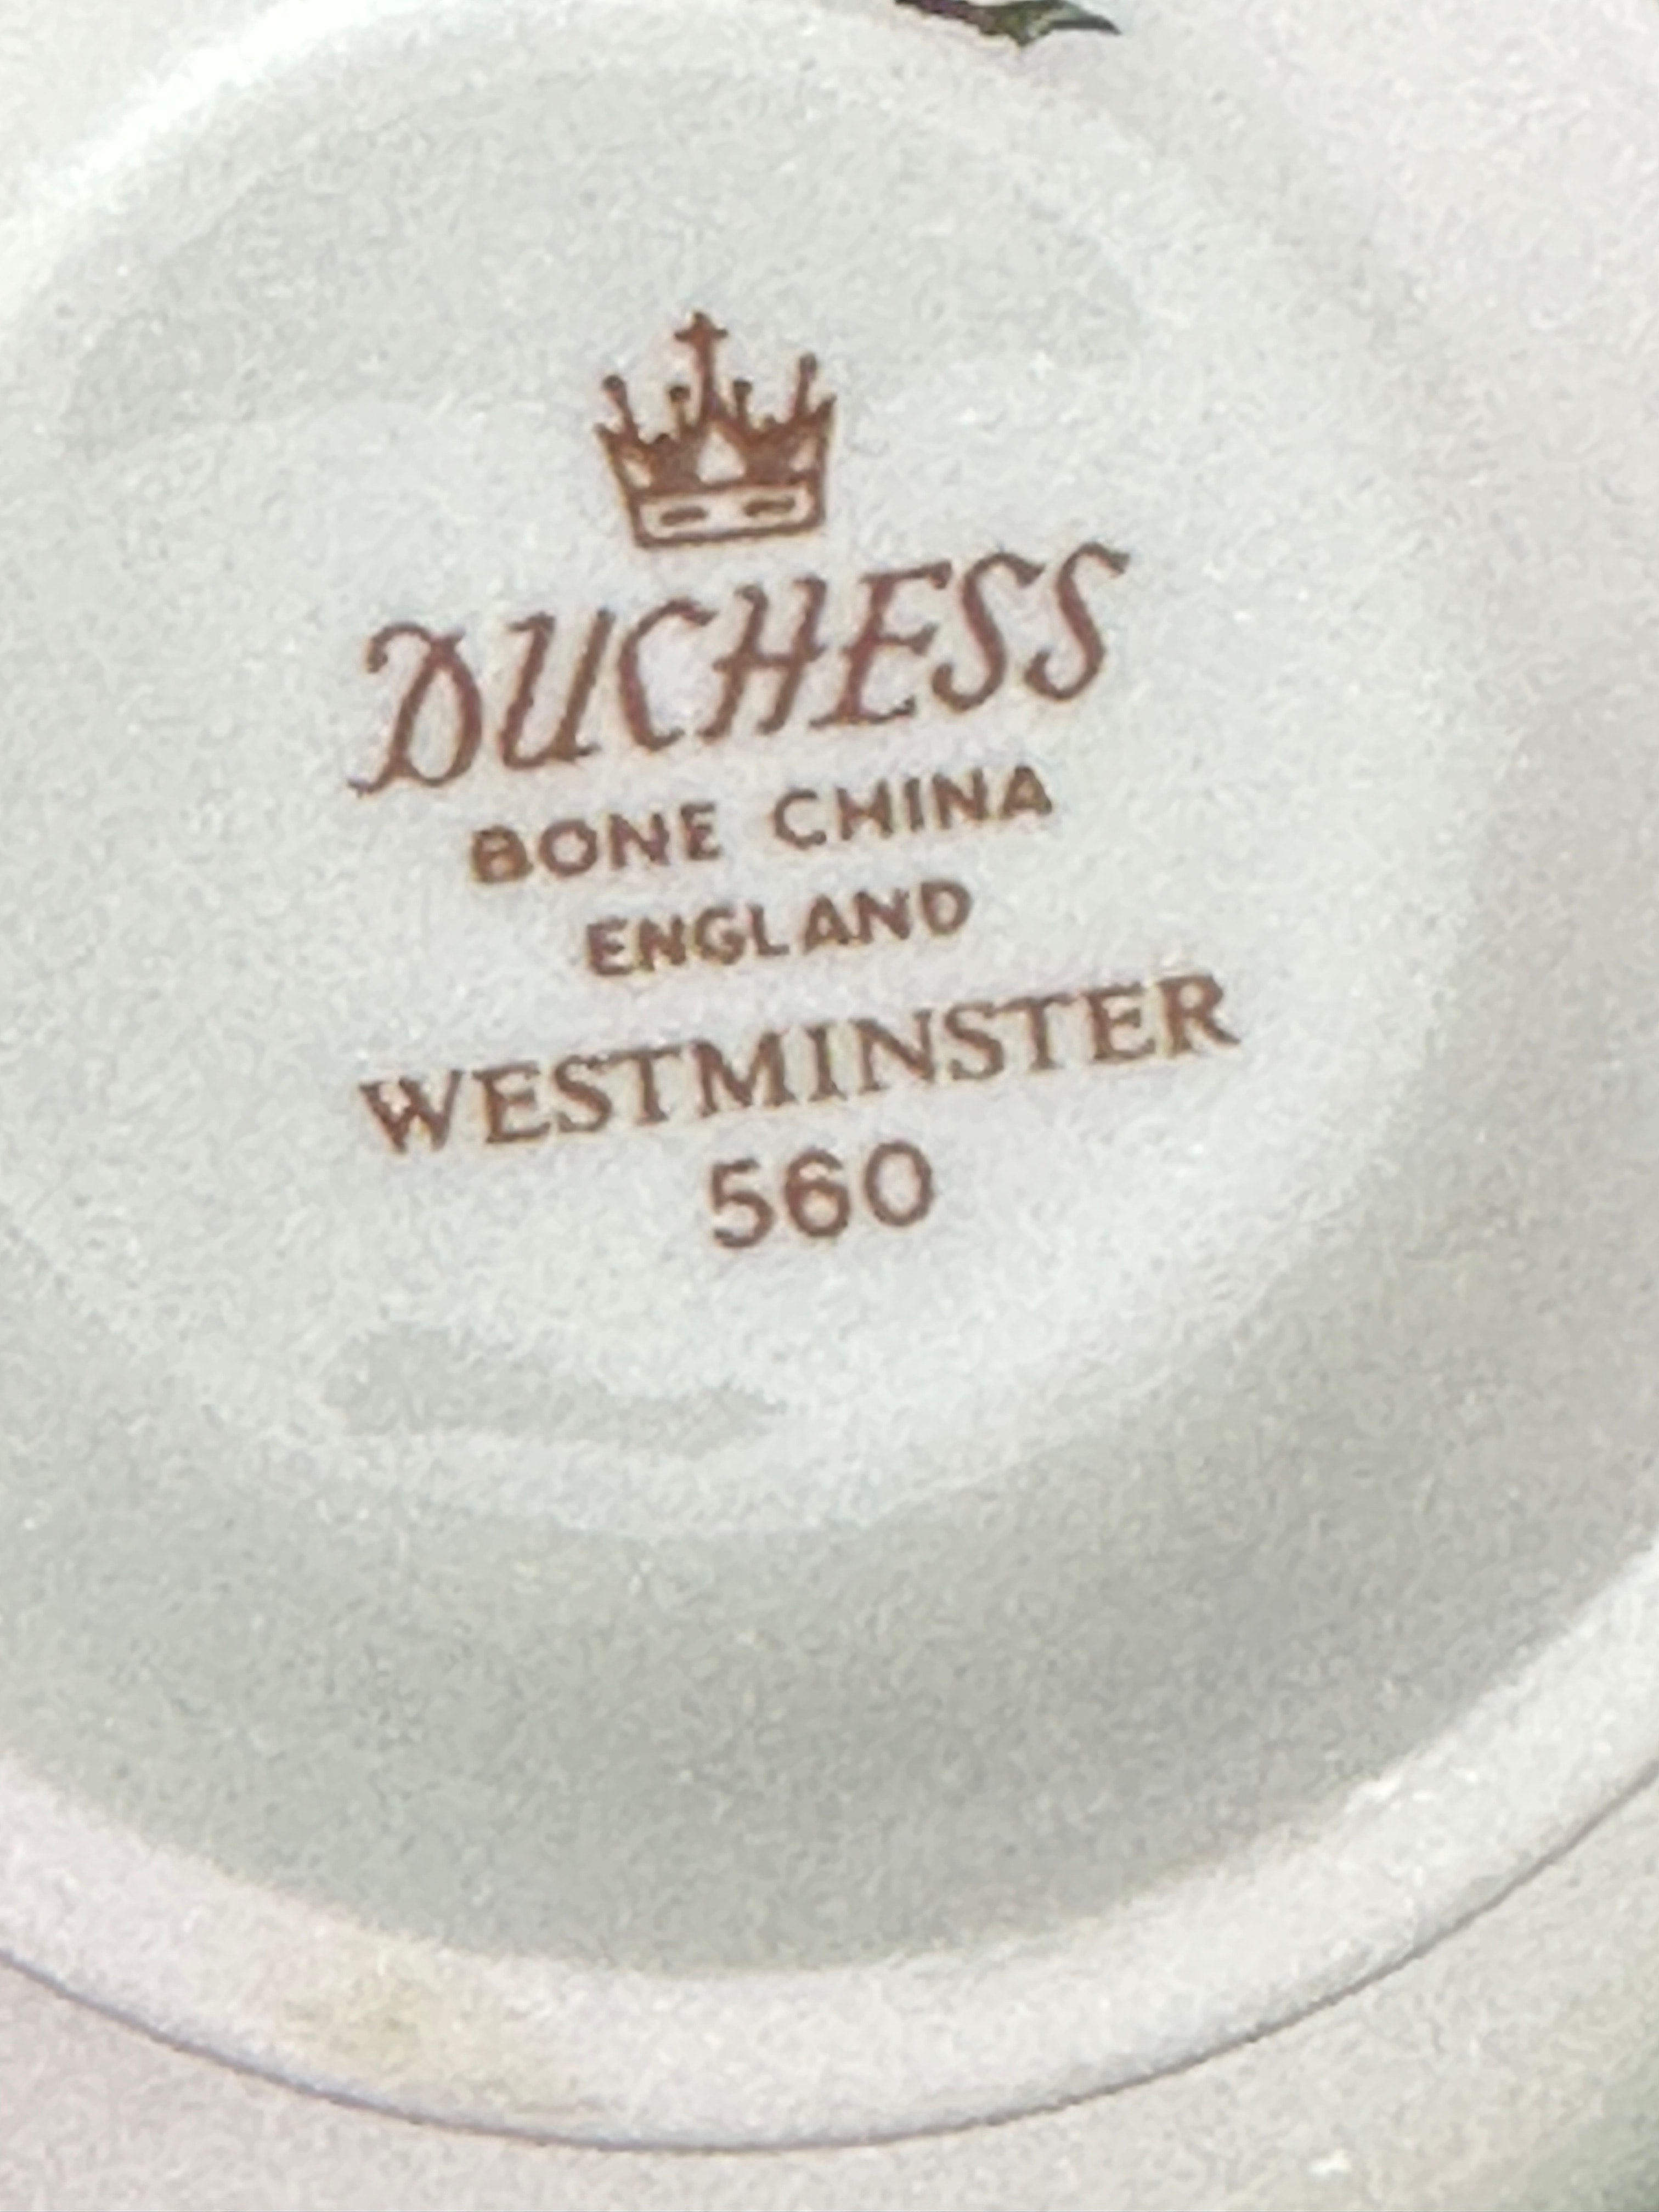 DUCHESS
BONE CHINA
ENGLAND
WESTMINSTER
560